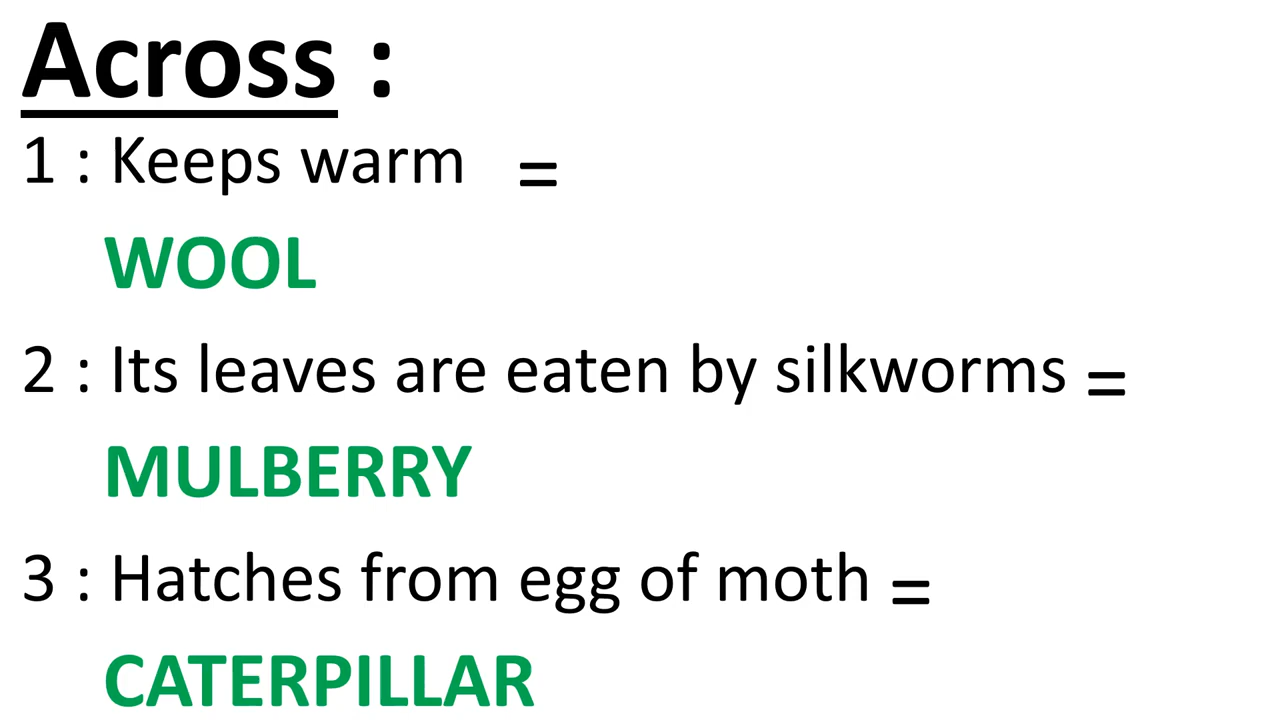 Across :
1 : Keeps warm =
WOOL
2 : Its leaves are eaten by silkworms =
MULBERRY
3 : Hatches from egg of moth =
CATERPILLAR